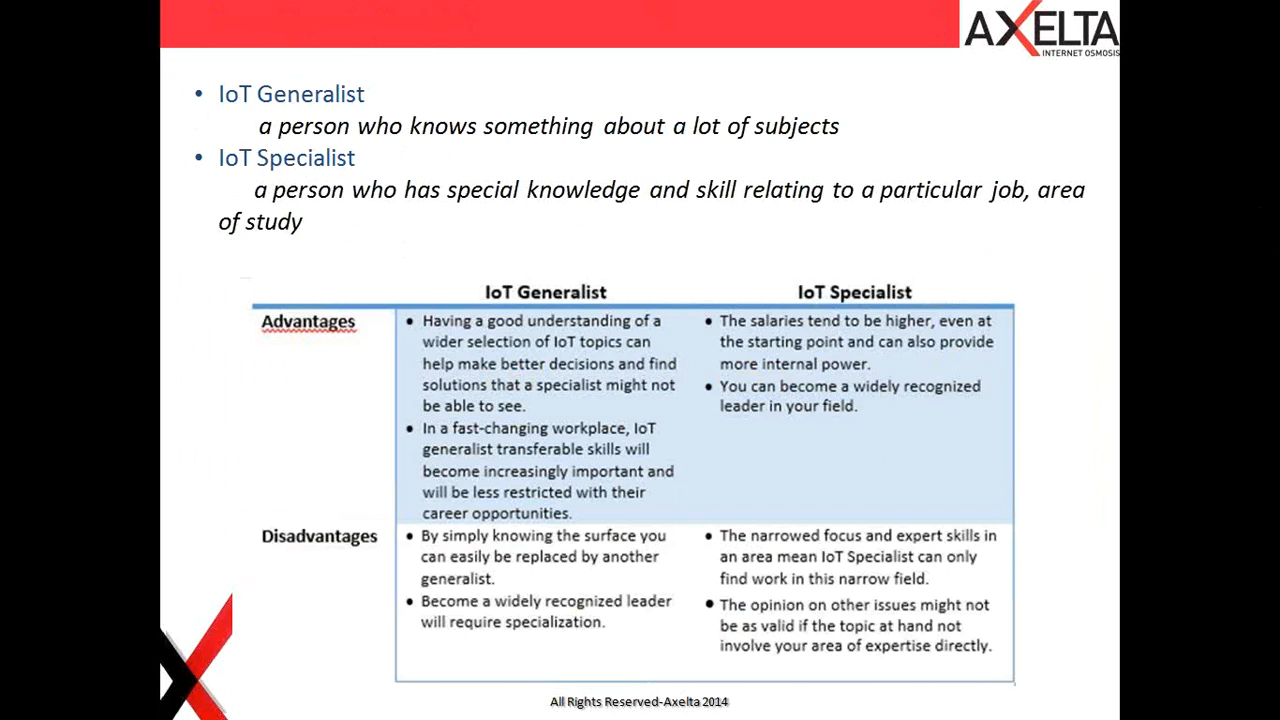 AXELTA
INTERNET OSMOSIS
• IoT Generalist
a person who knows something about a lot of subjects
• IoT Specialist
a person who has special knowledge and skill relating to a particular job, area
of study
IoT Generalist
IoT Specialist
Advantages
• Having a good understanding of a
wider selection of IoT topics can
help make better decisions and find
solutions that a specialist might not
be able to see.
• In a fast-changing workplace, IoT
generalist transferable skills will
become increasingly important and
will be less restricted with their
career opportunities.
• The salaries tend to be higher, even at
the starting point and can also provide
more internal power.
• You can become a widely recognized
leader in your field.
Disadvantages
• By simply knowing the surface you
can easily be replaced by another
generalist.
• Become a widely recognized leader
will require specialization.
• The narrowed focus and expert skills in
an area mean IoT Specialist can only
find work in this narrow field.
• The opinion on other issues might not
be as valid if the topic at hand not
involve your area of expertise directly.
All Rights Reserved-Axelta 2014